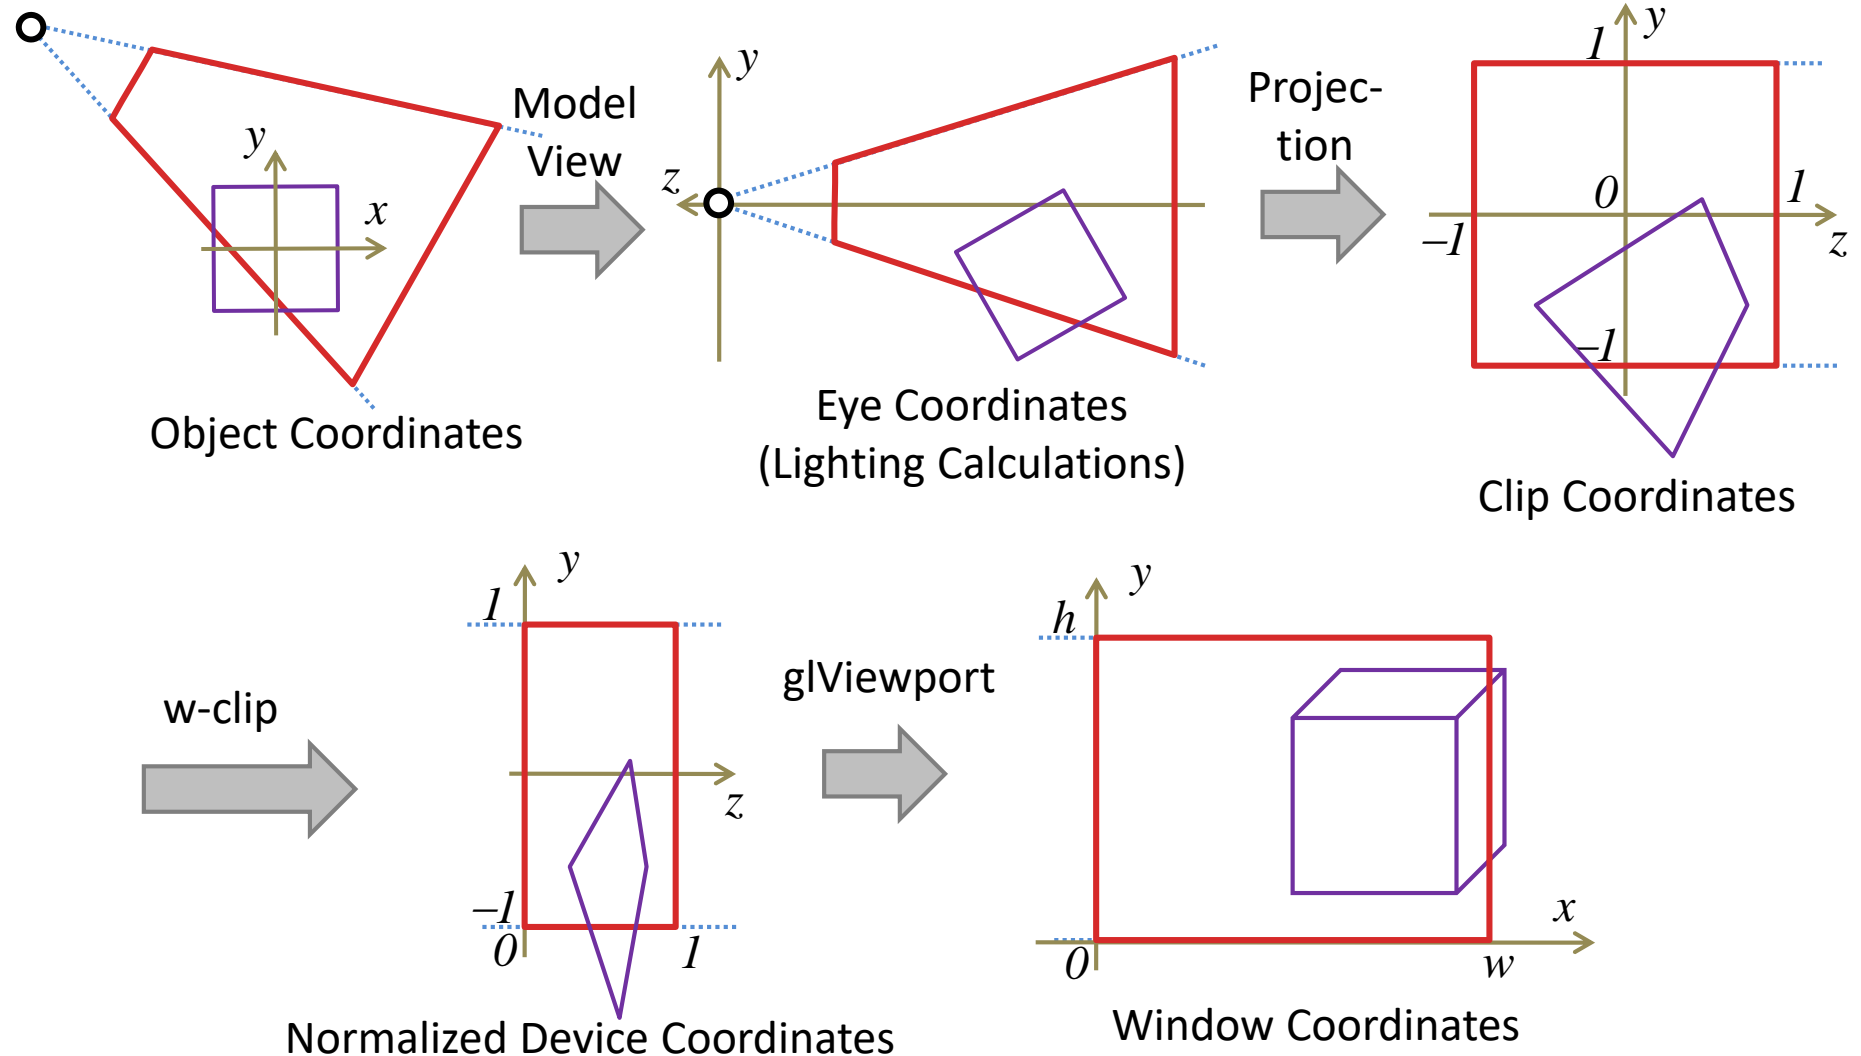 y
x
Object Coordinates
Model
View
y
z
Eye Coordinates
(Lighting Calculations)
Projec-
tion
y
1
0
1
–1
z
–1
Clip Coordinates
w-clip
y
1
z
–1
0
1
Normalized Device Coordinates
glViewport
y
h
x
0
w
Window Coordinates